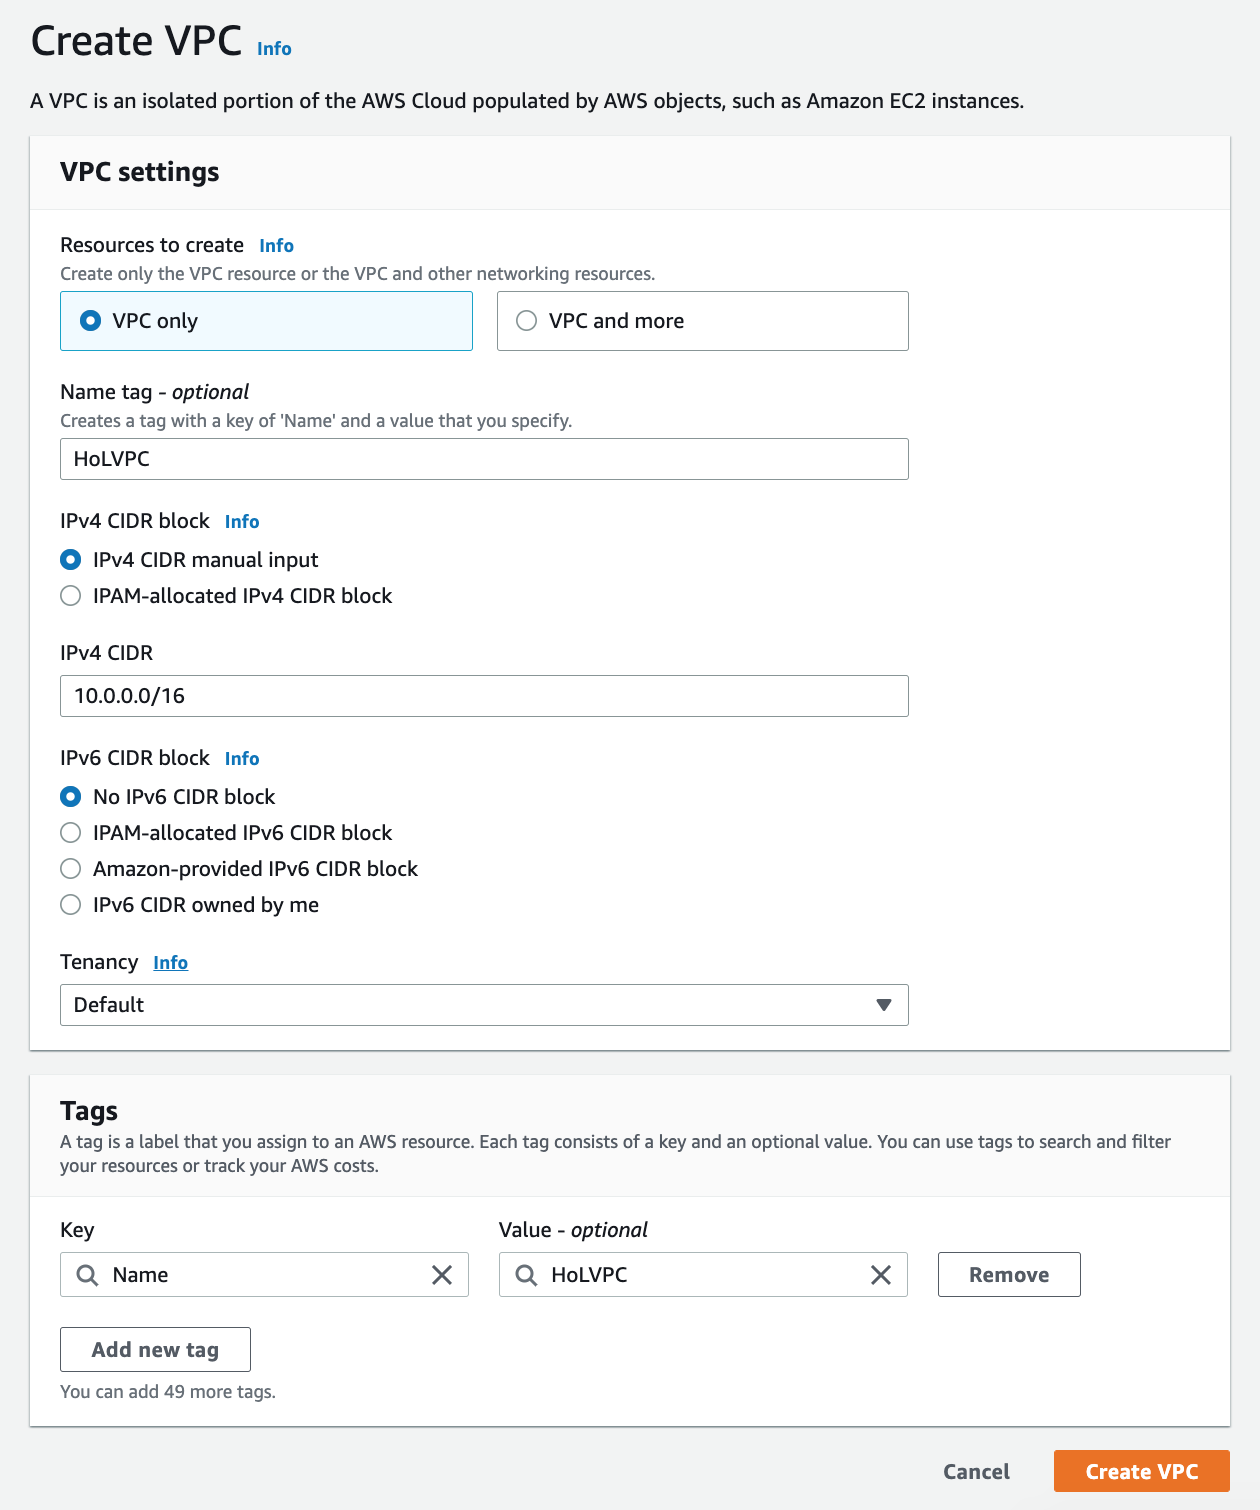 Create VPC Info
A VPC is an isolated portion of the AWS Cloud populated by AWS objects, such as Amazon EC2 instances.
VPC settings
Resources to create Info
Create only the VPC resource or the VPC and other networking resources.
VPC only
VPC and more
Name tag - optional
Creates a tag with a key of 'Name' and a value that you specify.
HoLVPC
IPv4 CIDR block Info
IPv4 CIDR manual input
IPAM-allocated IPv4 CIDR block
IPv4 CIDR
10.0.0.0/16
IPv6 CIDR block Info
No IPv6 CIDR block
IPAM-allocated IPv6 CIDR block
Amazon-provided IPv6 CIDR block
IPv6 CIDR owned by me
Tenancy Info
Default
Tags
A tag is a label that you assign to an AWS resource. Each tag consists of a key and an optional value. You can use tags to search and filter
your resources or track your AWS costs.
Key
Value - optional
Name
HoLVPC
Remove
Add new tag
You can add 49 more tags.
Cancel
Create VPC